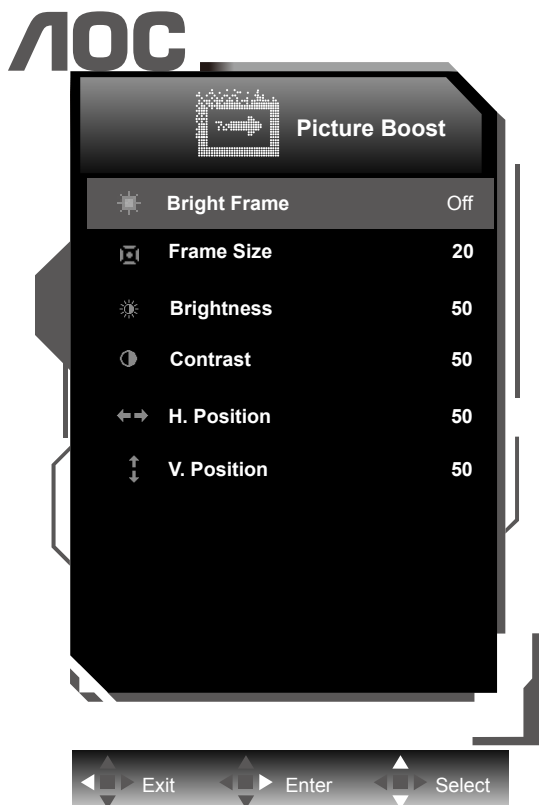 AOC
Picture Boost
Bright Frame Off
Frame Size 20
Brightness 50
Contrast 50
H. Position 50
V. Position 50
Exit Enter Select